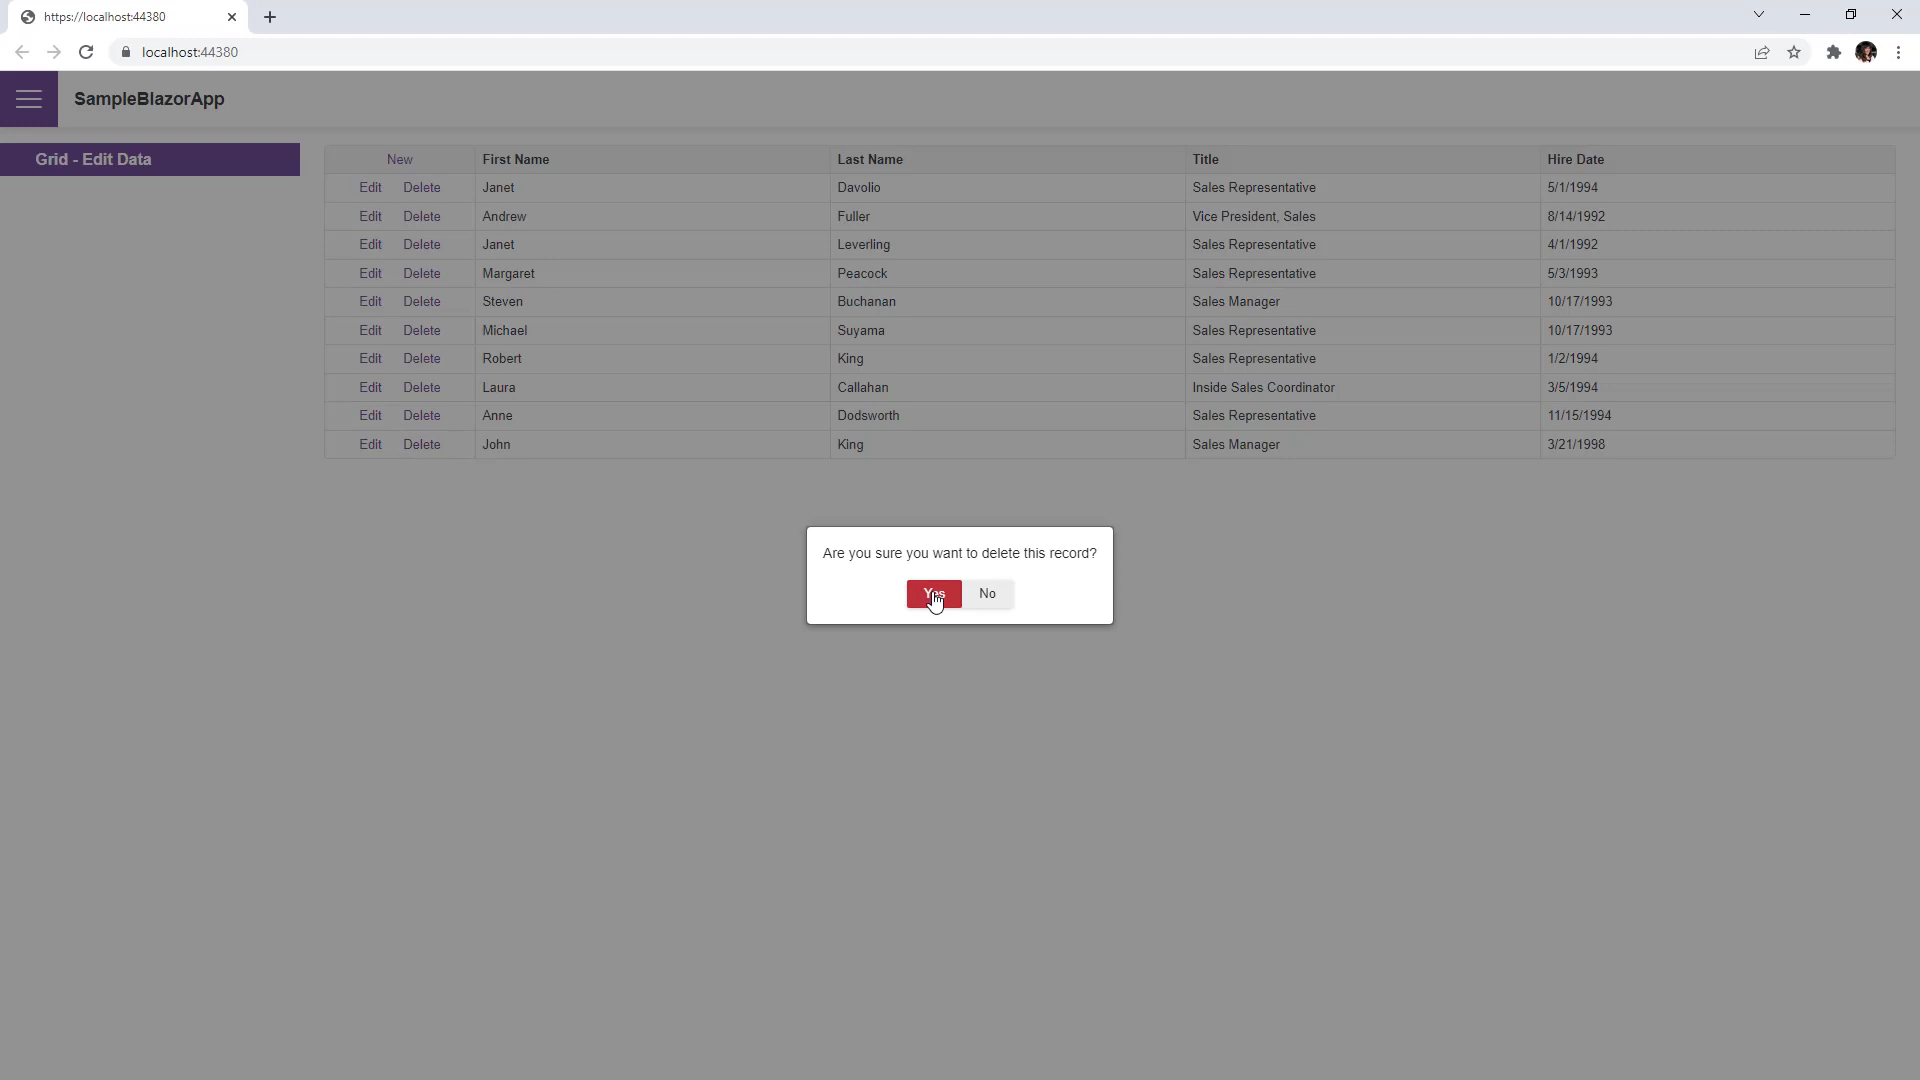 https://localhost:44380
localhost:44380
SampleBlazorApp
Grid - Edit Data
New First Name Last Name Title Hire Date
Edit Delete Janet Davolio Sales Representative 5/1/1994
Edit Delete Andrew Fuller Vice President, Sales 8/14/1992
Edit Delete Janet Leverling Sales Representative 4/1/1992
Edit Delete Margaret Peacock Sales Representative 5/3/1993
Edit Delete Steven Buchanan Sales Manager 10/17/1993
Edit Delete Michael Suyama Sales Representative 10/17/1993
Edit Delete Robert King Sales Representative 1/2/1994
Edit Delete Laura Callahan Inside Sales Coordinator 3/5/1994
Edit Delete Anne Dodsworth Sales Representative 11/15/1994
Edit Delete John King Sales Manager 3/21/1998
Are you sure you want to delete this record?
Yes No